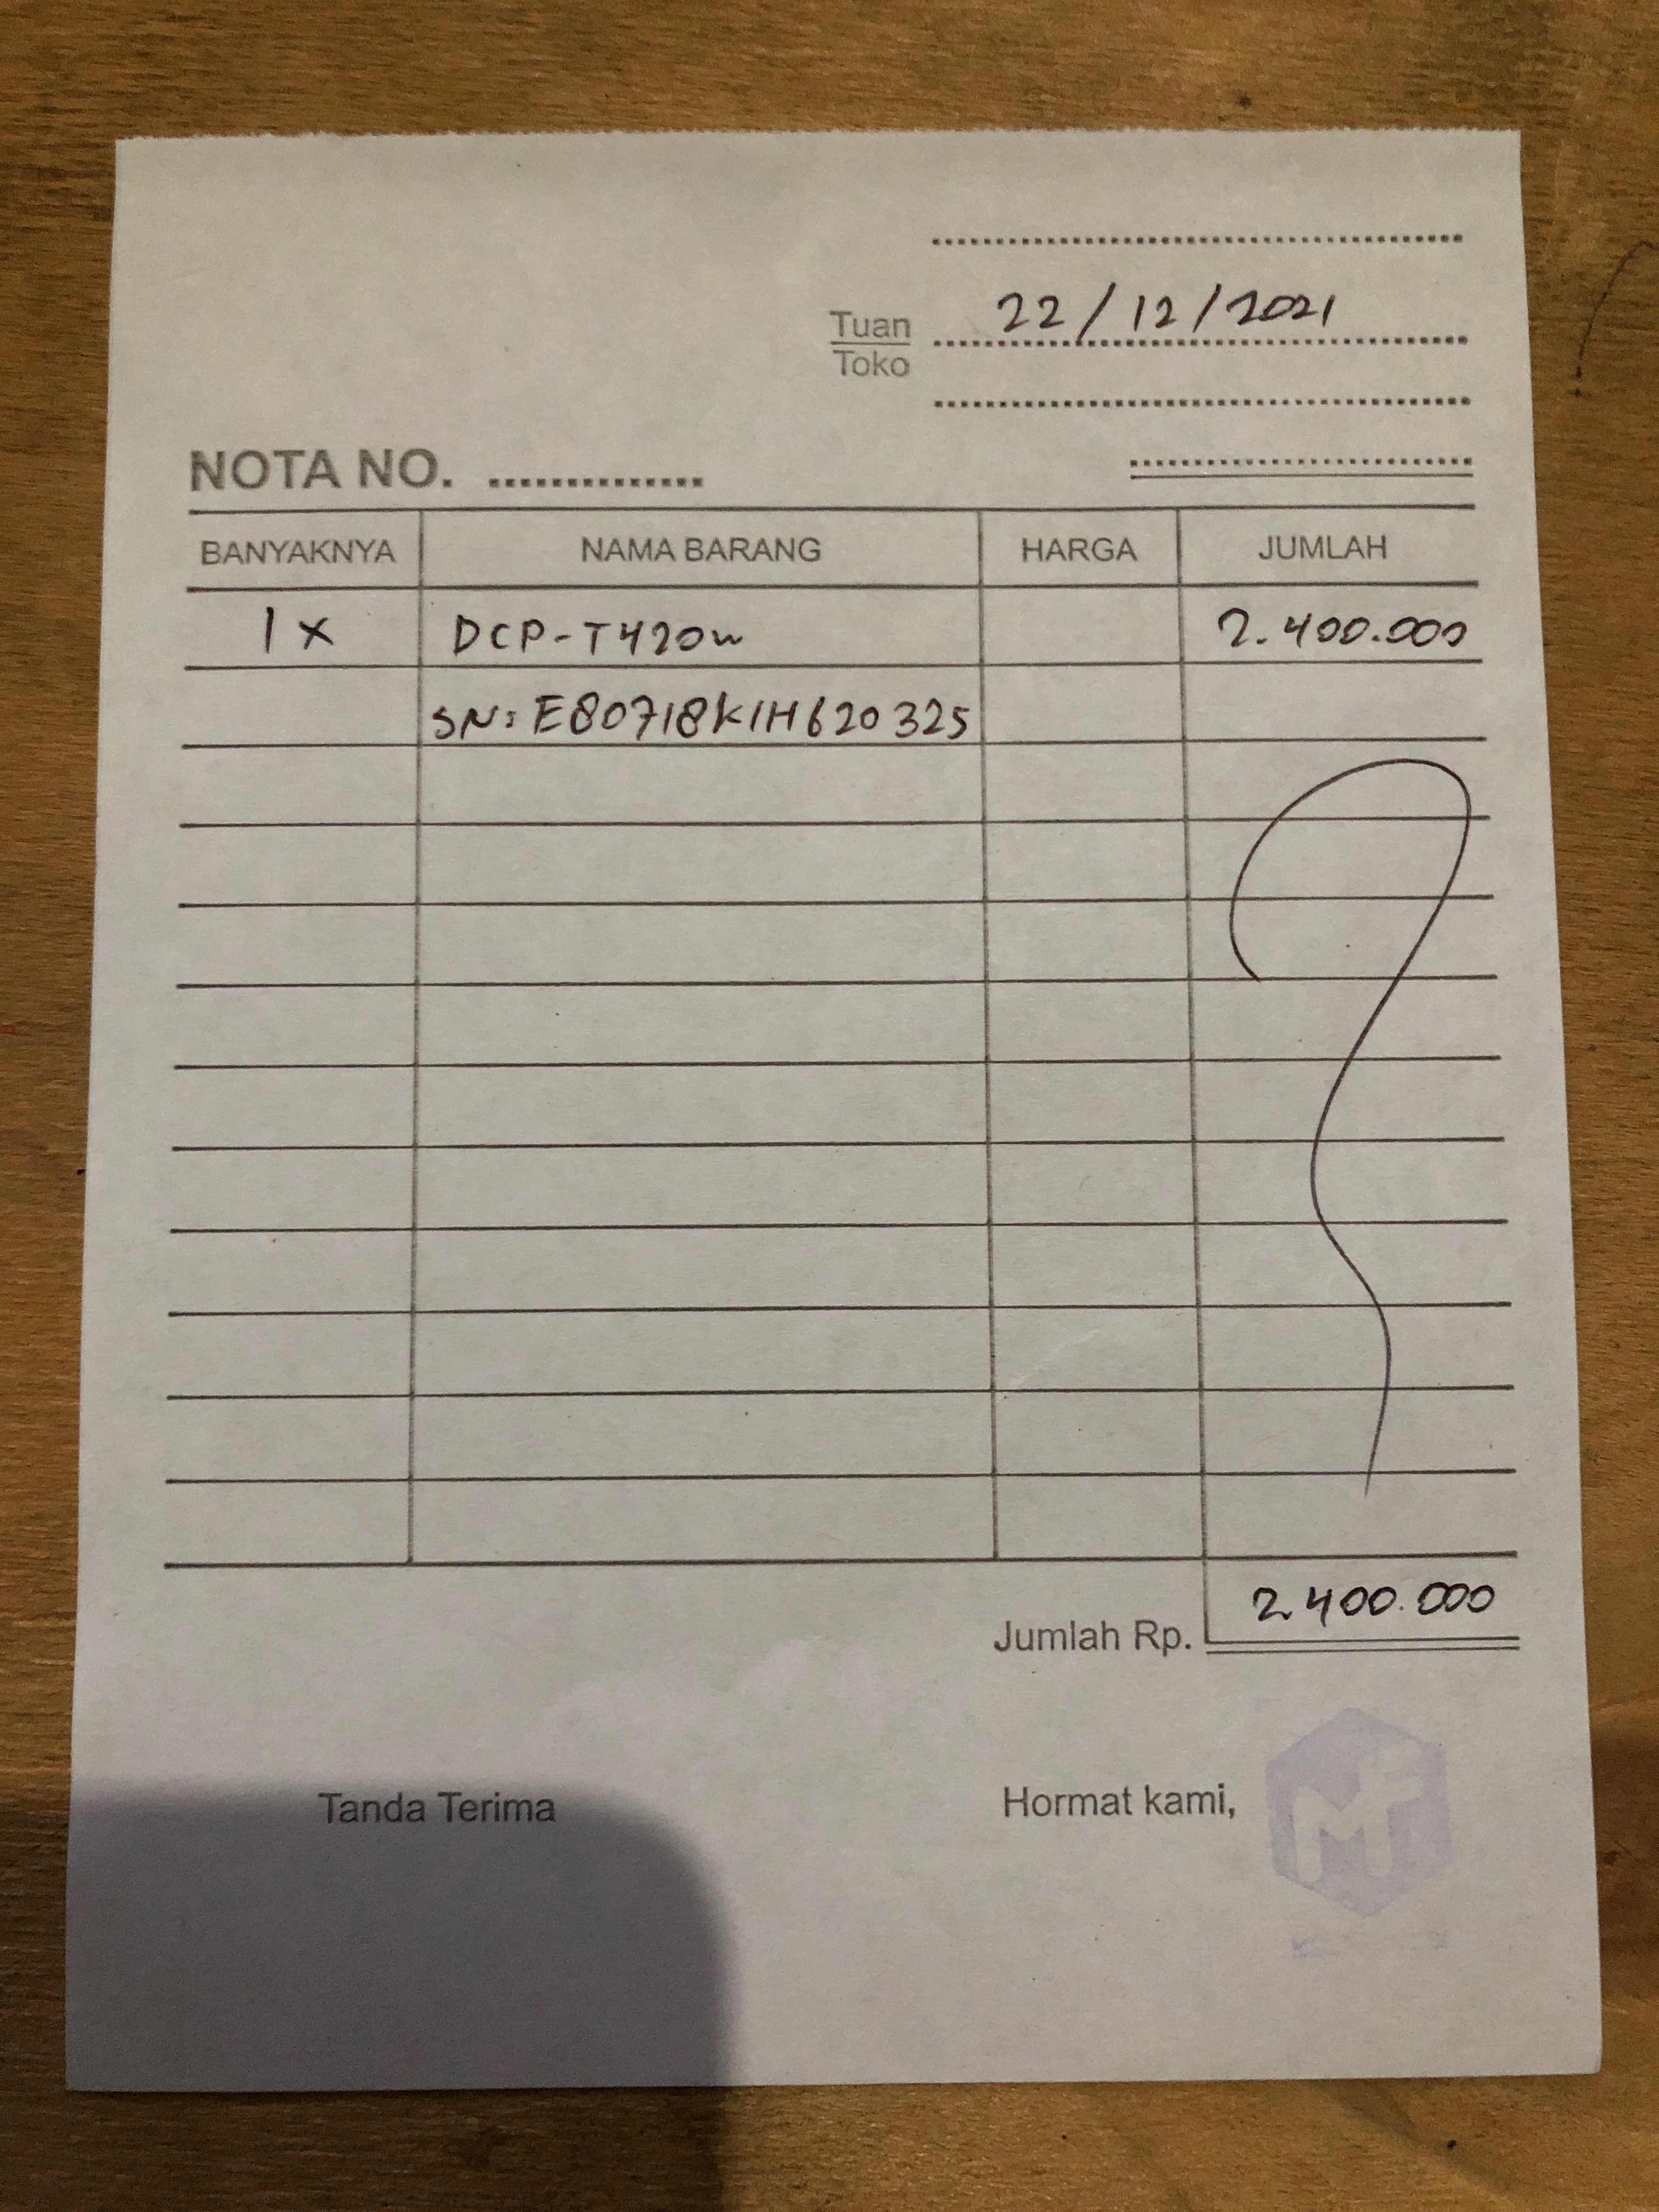 22/12/2021
Tuan
Toko
NOTA NO. ..............
BANYAKNYA NAMA BARANG HARGA JUMLAH
1x DCP-T420w 2.400.000
SN: E80718K1H620325
Jumlah Rp. 2.400.000
Tanda Terima Hormat kami,
MF